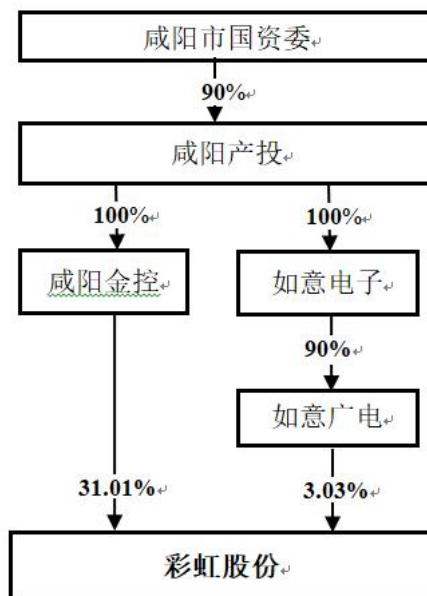 咸阳市国资委
90%
咸阳产投
100%
100%
咸阳金控
如意电子
90%
如意广电
31.01%
3.03%
彩虹股份